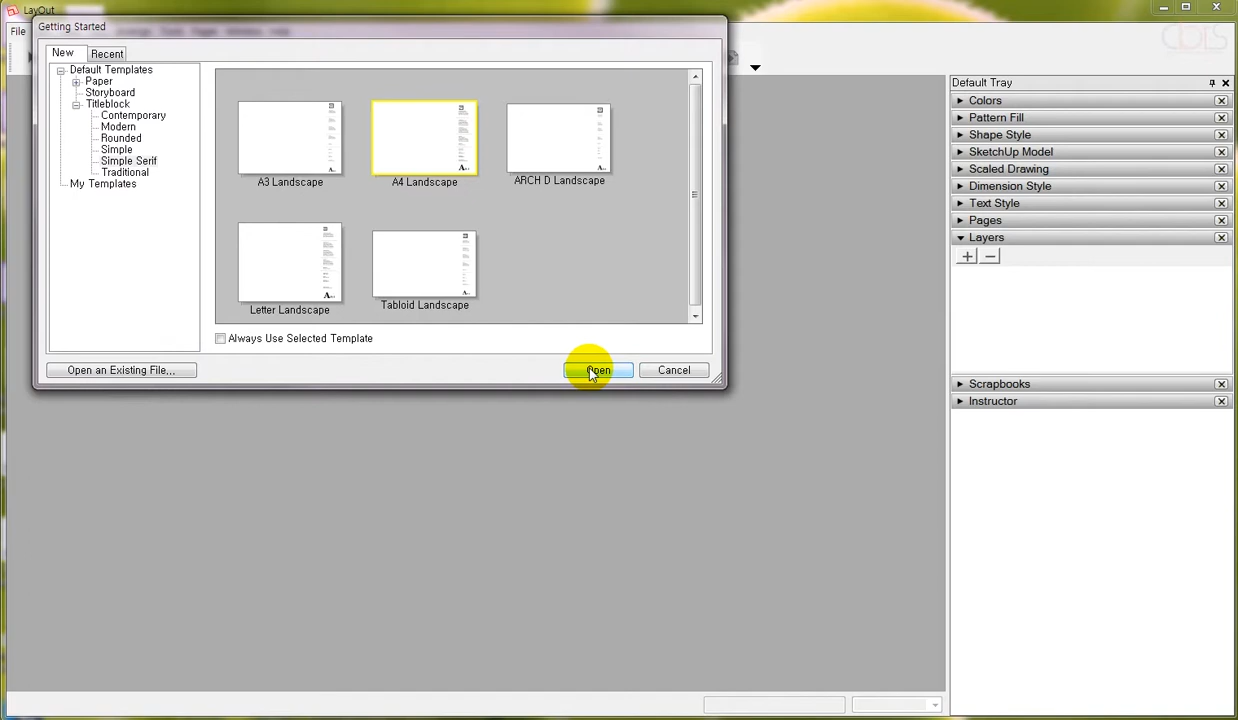 LayOut
Getting Started
File
New
Recent
Default Templates
Paper
Storyboard
Titleblock
Contemporary
Modern
Rounded
Simple
Simple Serif
Traditional
My Templates
A3 Landscape
A4 Landscape
ARCH D Landscape
Letter Landscape
Tabloid Landscape
Always Use Selected Template
Open an Existing File...
Open
Cancel
Default Tray
Colors
Pattern Fill
Shape Style
SketchUp Model
Scaled Drawing
Dimension Style
Text Style
Pages
Layers
Scrapbooks
Instructor